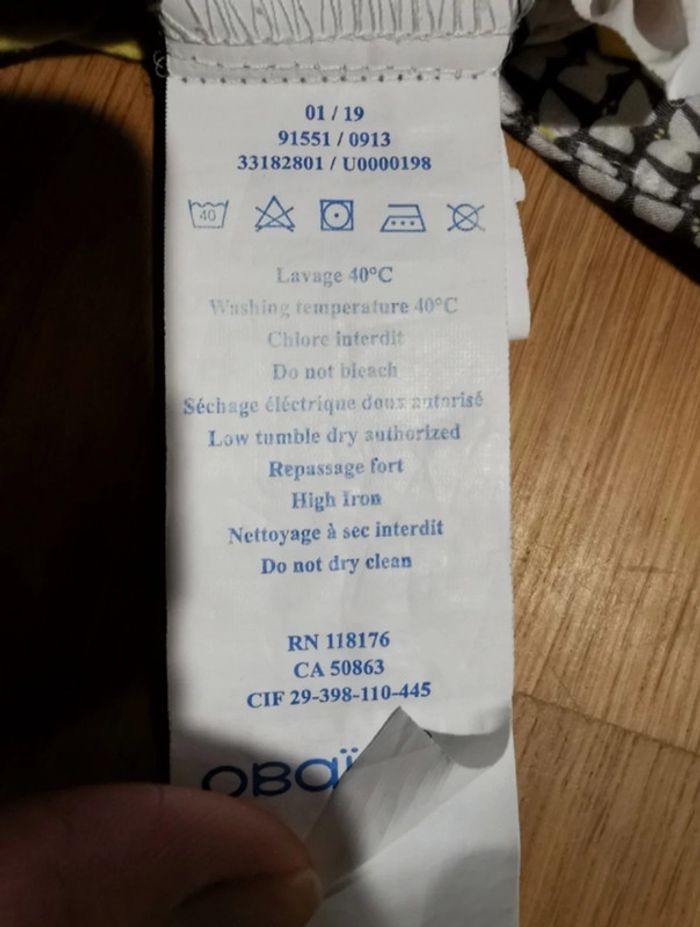 01 / 19
91551 / 0913
33182801 / U0000198
40
Lavage 40°C
Washing temperature 40°C
Chlore interdit
Do not bleach
Séchage éléctrique doux autorisé
Low tumble dry authorized
Repassage fort
High Iron
Nettoyage à sec interdit
Do not dry clean
RN 118176
CA 50863
CIF 29-398-110-445
obaï